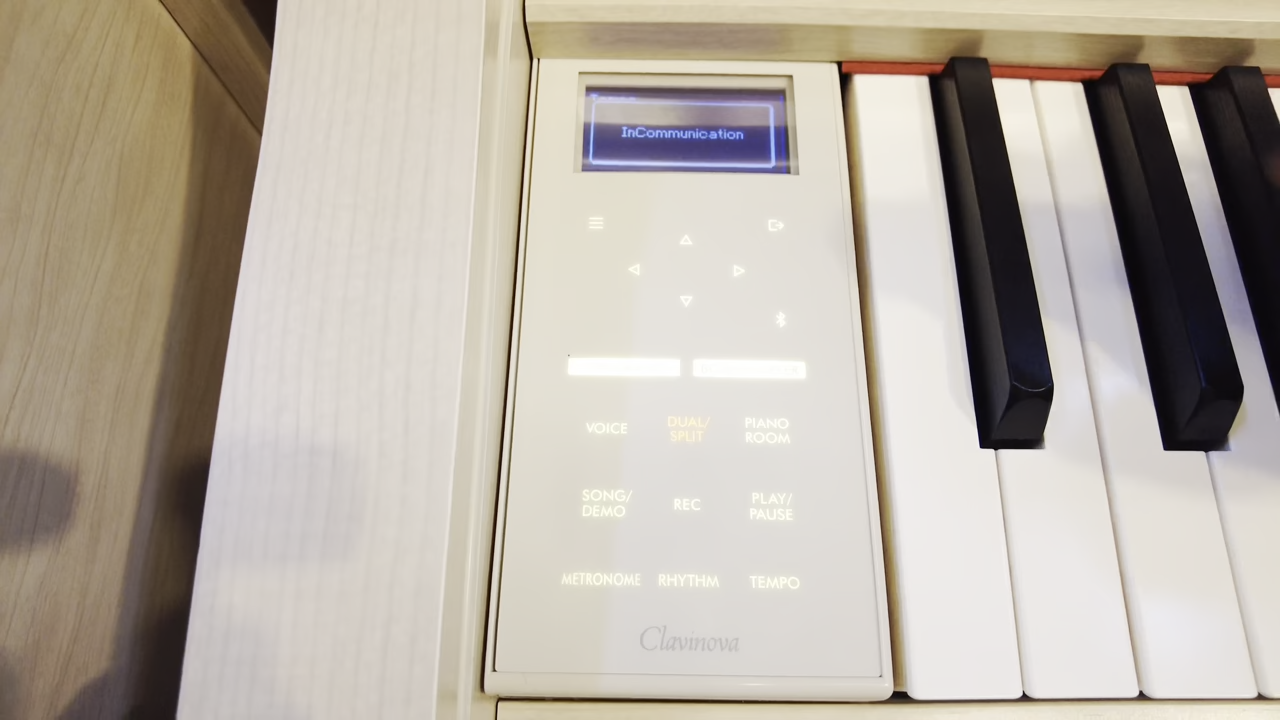 InCommunication
VOICE
DUAL/
SPLIT
PIANO
ROOM
SONG/
DEMO
REC
PLAY/
PAUSE
METRONOME
RHYTHM
TEMPO
Clavinova